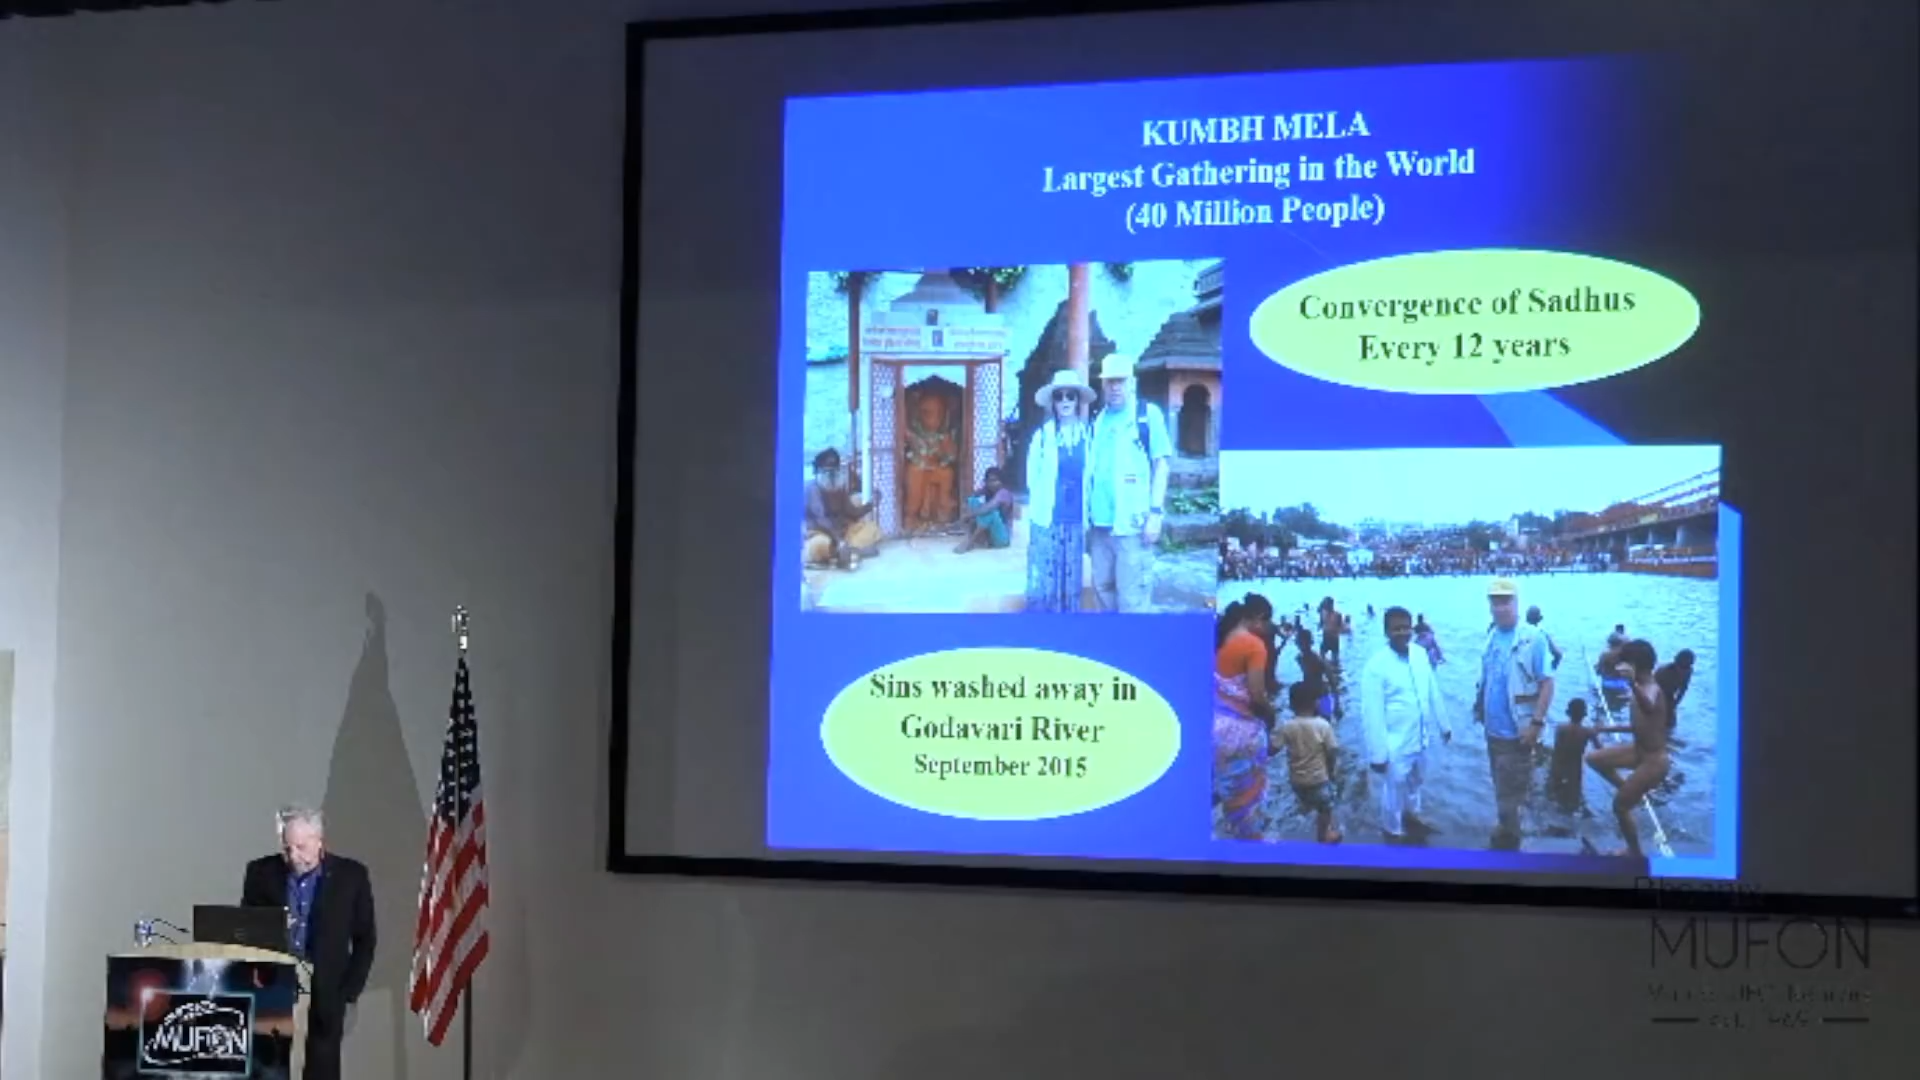 KUMBH MELA
Largest Gathering in the World
(40 Million People)
Convergence of Sadhus
Every 12 years
Sins washed away in
Godavari River
September 2015
MUFON
Phoenix
MUFON